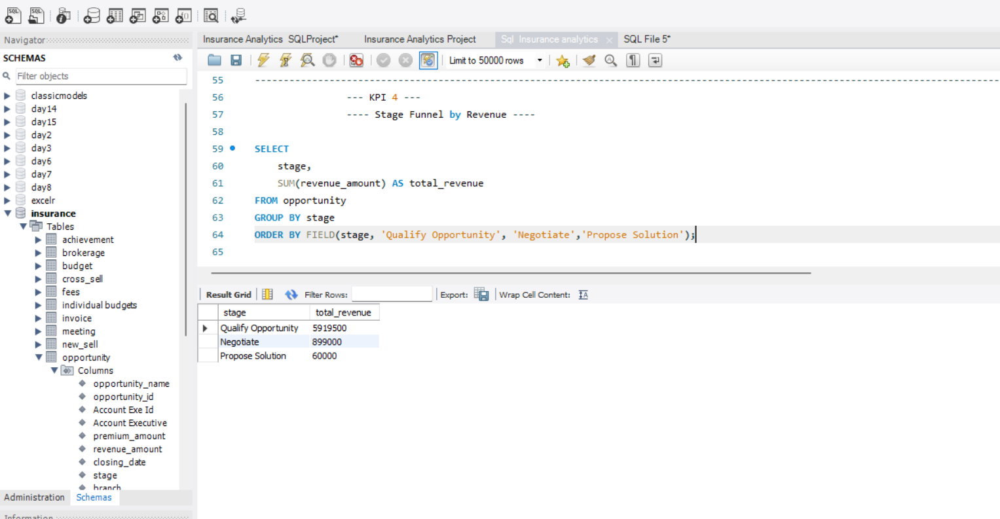 SQL
SQL
Navigator
SCHEMAS
Filter objects
classicmodels
day14
day15
day2
day3
day6
day7
day8
excelr
insurance
Tables
achievement
brokerage
budget
cross_sell
fees
individual budgets
invoice
meeting
new_sell
opportunity
Columns
opportunity_name
opportunity_id
Account Exe Id
Account Executive
premium_amount
revenue_amount
closing_date
stage
branch
Administration Schemas
Information
Insurance Analytics SQLProject* Insurance Analytics Project Sql Insurance analytics SQL File 5*
Limit to 50000 rows
55 ------------------------------------------------------------------------------------------------------------------------------------
56 --- KPI 4 ---
57 ---- Stage Funnel by Revenue ----
58
59 SELECT
60 stage,
61 SUM(revenue_amount) AS total_revenue
62 FROM opportunity
63 GROUP BY stage
64 ORDER BY FIELD(stage, 'Qualify Opportunity', 'Negotiate','Propose Solution');
65
Result Grid Filter Rows: Export: Wrap Cell Content: IA
stage total_revenue
Qualify Opportunity 5919500
Negotiate 899000
Propose Solution 60000